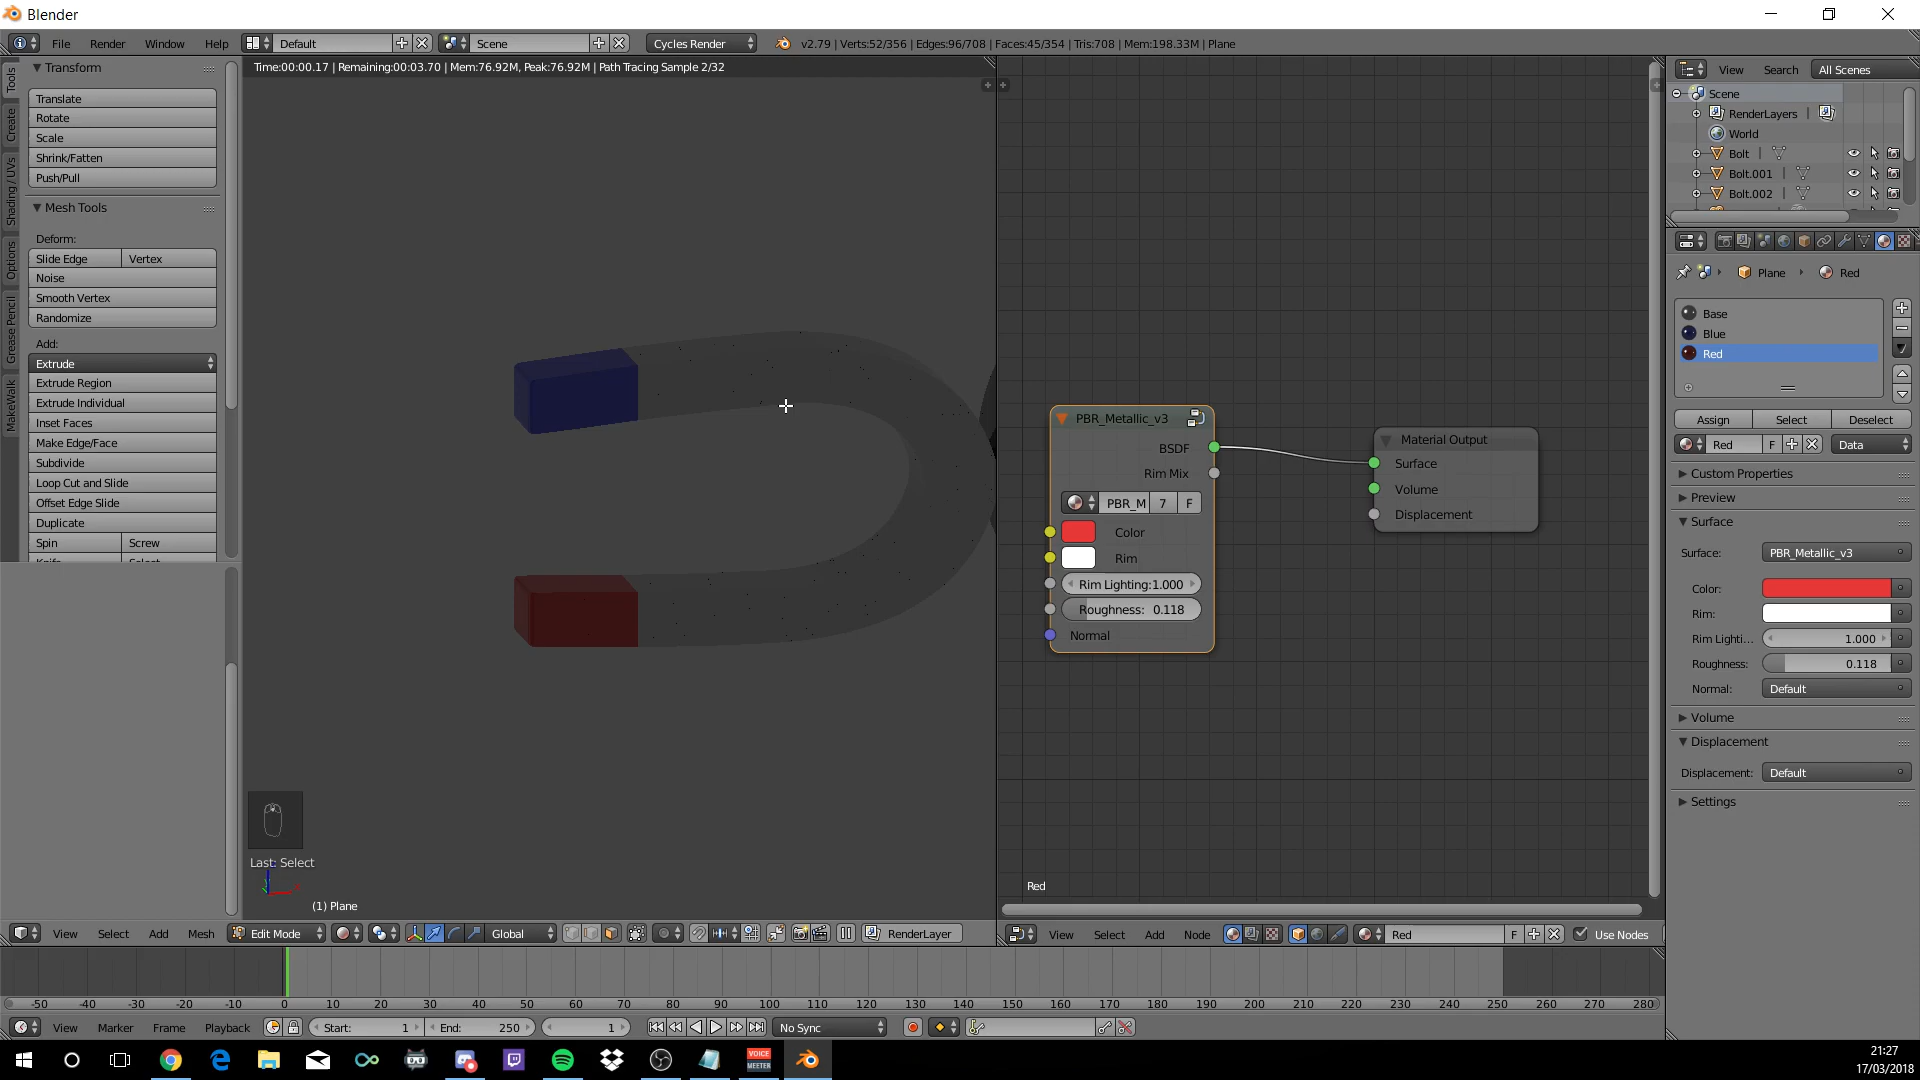 Blender
File
Render
Window
Help
Default
Scene
Cycles Render
v2.79 | Verts:52/356 | Edges:96/708 | Faces:45/354 | Tris:708 | Mem:198.33M | Plane
Time:00:00.17 | Remaining:00:03.70 | Mem:76.92M, Peak:76.92M | Path Tracing Sample 2/32
Tools
Create
Shading / UVs
Options
Grease Pencil
MakeWalk
Transform
Translate
Rotate
Scale
Shrink/Fatten
Push/Pull
Mesh Tools
Deform:
Slide Edge
Vertex
Noise
Smooth Vertex
Randomize
Add:
Extrude
Extrude Region
Extrude Individual
Inset Faces
Make Edge/Face
Subdivide
Loop Cut and Slide
Offset Edge Slide
Duplicate
Spin
Screw
Last: Select
(1) Plane
View
Select
Add
Mesh
Edit Mode
Global
RenderLayer
PBR_Metallic_v3
BSDF
Rim Mix
PBR_M
7
F
Color
Rim
Rim Lighting:1.000
Roughness: 0.118
Normal
Material Output
Surface
Volume
Displacement
Red
View
Select
Add
Node
Red
F
Use Nodes
View
Search
All Scenes
Scene
RenderLayers
World
Bolt
Bolt.001
Bolt.002
Plane
Red
Base
Blue
Red
Assign
Select
Deselect
Red
F
Data
Custom Properties
Preview
Surface
Surface:
PBR_Metallic_v3
Color:
Rim:
Rim Lighti...
1.000
Roughness:
0.118
Normal:
Default
Volume
Displacement
Displacement:
Default
Settings
-50 -40 -30 -20 -10 0 10 20 30 40 50 60 70 80 90 100 110 120 130 140 150 160 170 180 190 200 210 220 230 240 250 260 270 280
View
Marker
Frame
Playback
Start: 1
End: 250
1
No Sync
VOICE
MEETER
21:27
17/03/2018